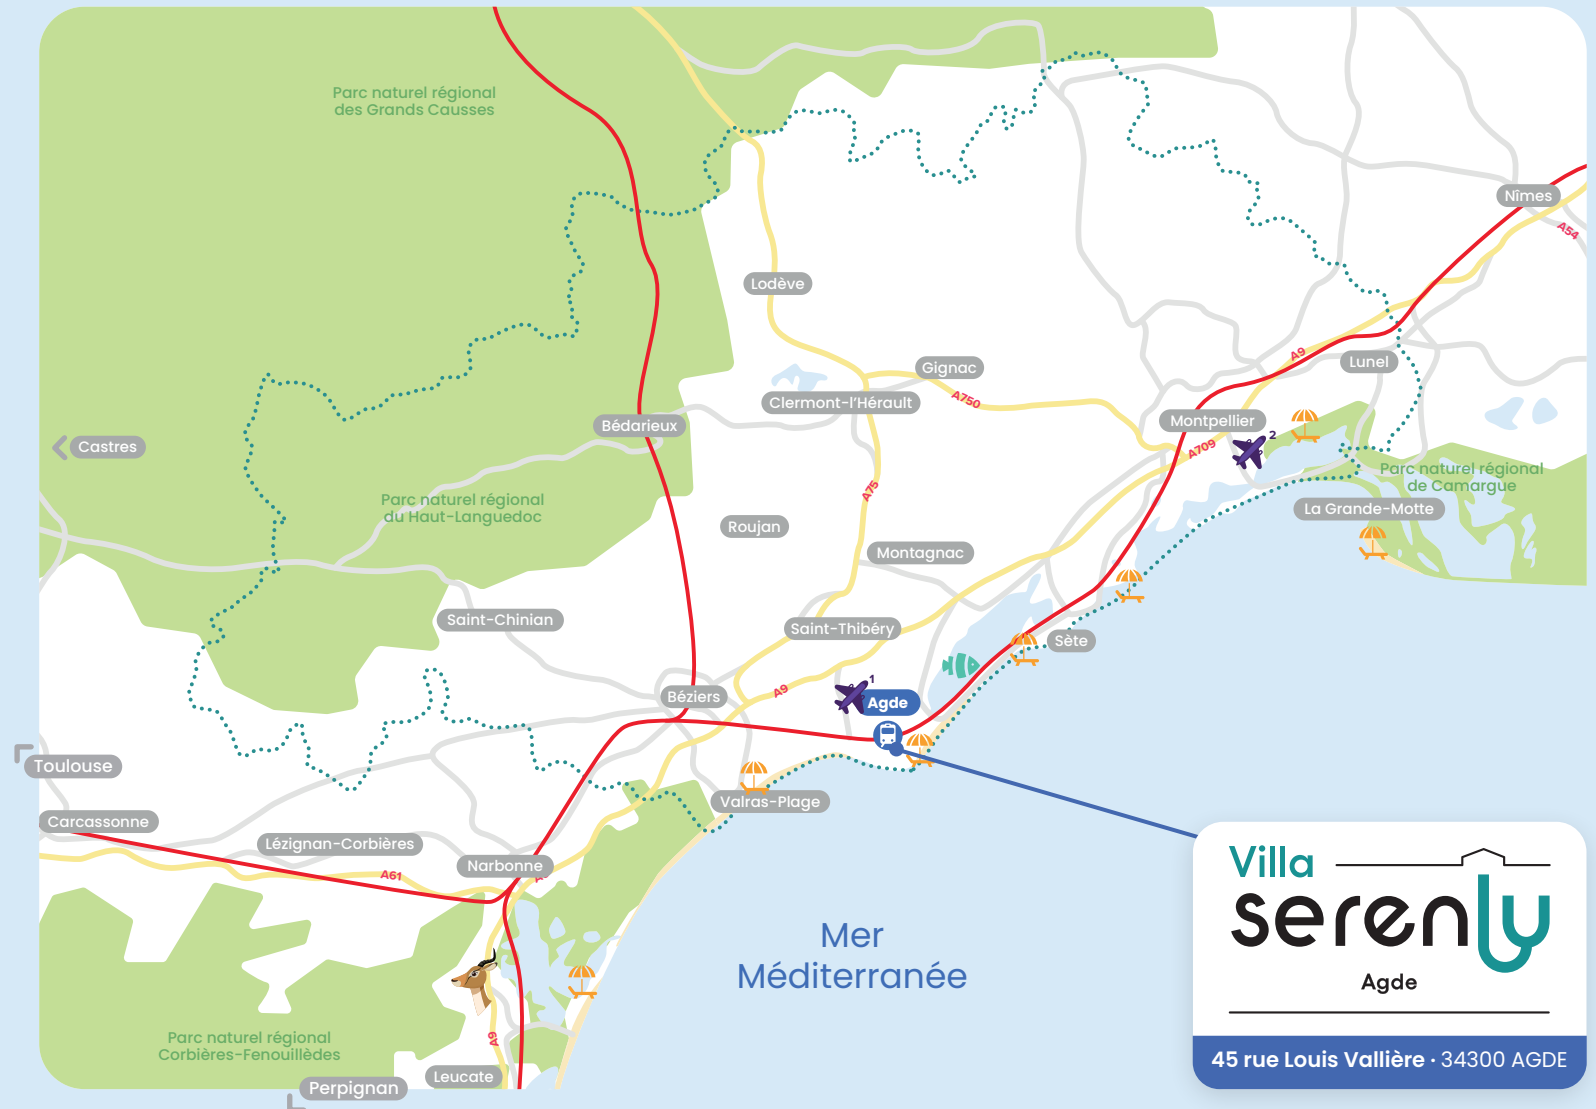 Parc naturel régional
des Grands Causses
Nîmes
A54
Lodève
A9
Lunel
Gignac
Clermont-l'Hérault
A750
Bédarieux
Montpellier
2
A709
Castres
Parc naturel régional
de Camargue
Parc naturel régional
du Haut-Languedoc
A75
La Grande-Motte
Roujan
Montagnac
Saint-Chinian
Saint-Thibéry
Sète
1
Agde
A9
Béziers
Toulouse
Valras-Plage
Carcassonne
Lézignan-Corbières
Narbonne
A61
Mer
Méditerranée
Villa
serenly
Agde
45 rue Louis Vallière · 34300 AGDE
Parc naturel régional
Corbières-Fenouillèdes
A9
Leucate
Perpignan